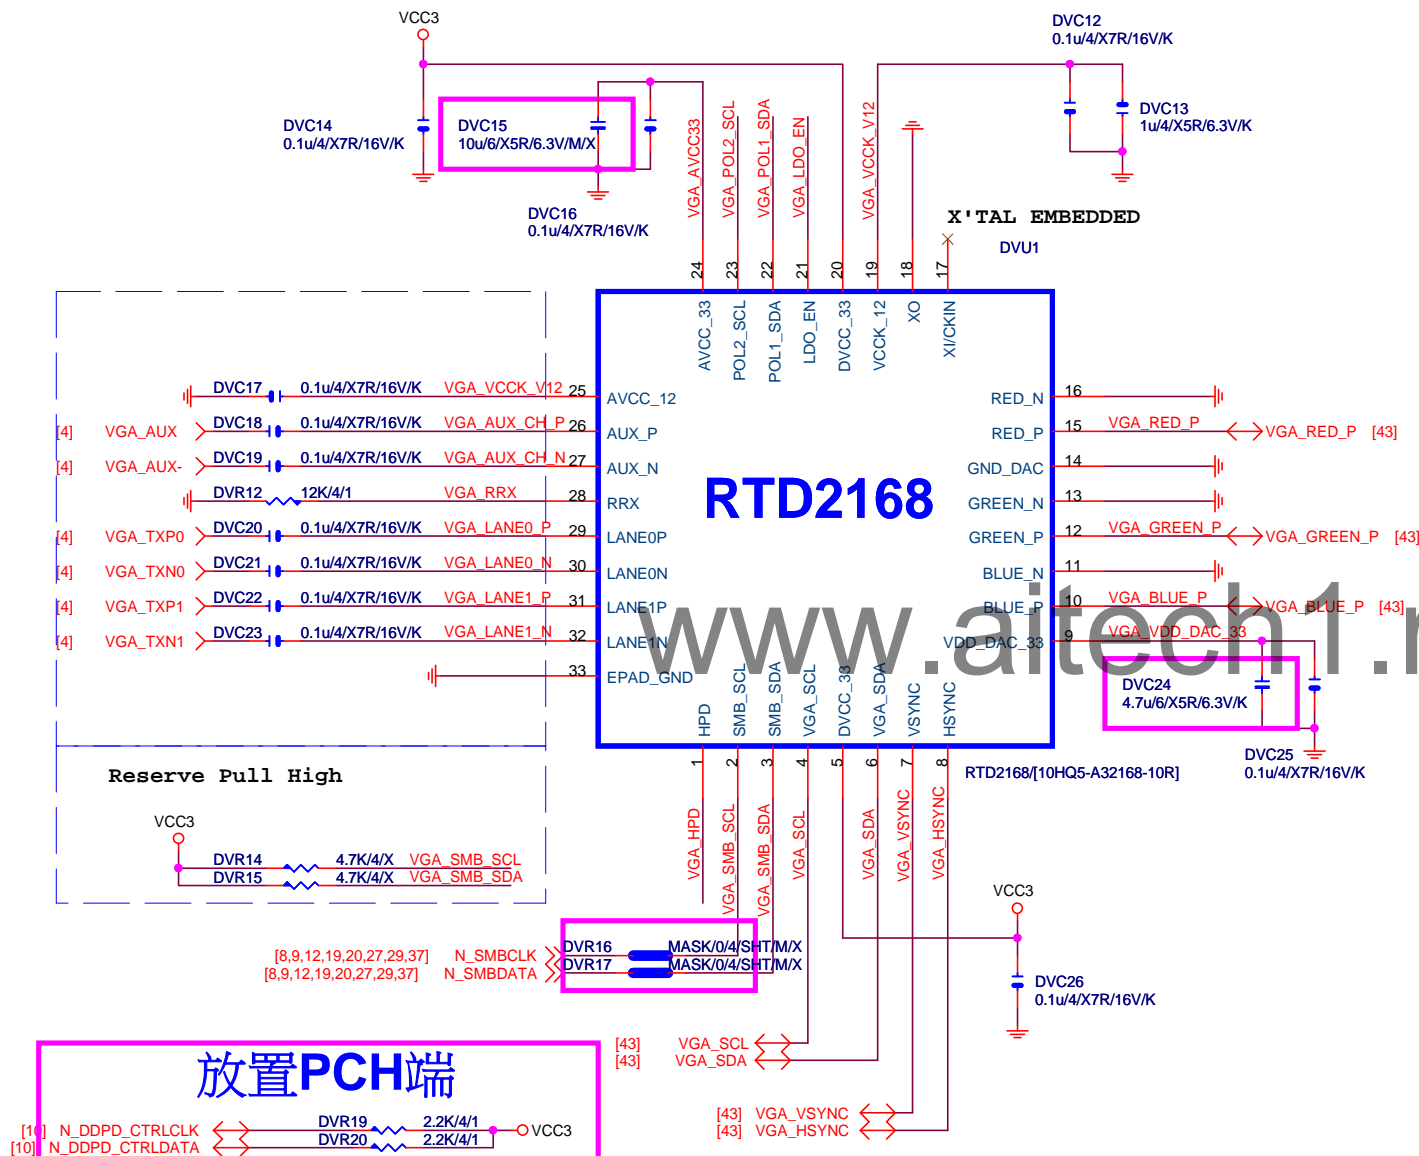 VCC3
DVC12
0.1u/4/X7R/16V/K
DVC14
0.1u/4/X7R/16V/K
DVC15
10u/6/X5R/6.3V/M/X
DVC16
0.1u/4/X7R/16V/K
DVC13
1u/4/X5R/6.3V/K
VGA_AVCC33
VGA_POL2_SCL
VGA_POL1_SDA
VGA_LDO_EN
VGA_VCCK_V12
X'TAL EMBEDDED
DVU1
24 23 22 21 20 19 18 17
AVCC_33
POL2_SCL
POL1_SDA
LDO_EN
DVCC_33
VCCK_12
XO
XI/CKIN
DVC17 0.1u/4/X7R/16V/K VGA_VCCK_V12 25 AVCC_12
[4] VGA_AUX DVC18 0.1u/4/X7R/16V/K VGA_AUX_CH_P 26 AUX_P
[4] VGA_AUX- DVC19 0.1u/4/X7R/16V/K VGA_AUX_CH_N 27 AUX_N
DVR12 12K/4/1 VGA_RRX 28 RRX
[4] VGA_TXP0 DVC20 0.1u/4/X7R/16V/K VGA_LANE0_P 29 LANE0P
[4] VGA_TXN0 DVC21 0.1u/4/X7R/16V/K VGA_LANE0_N 30 LANE0N
[4] VGA_TXP1 DVC22 0.1u/4/X7R/16V/K VGA_LANE1_P 31 LANE1P
[4] VGA_TXN1 DVC23 0.1u/4/X7R/16V/K VGA_LANE1_N 32 LANE1N
33 EPAD_GND
RTD2168
RED_N 16
RED_P 15 VGA_RED_P VGA_RED_P [43]
GND_DAC 14
GREEN_N 13
GREEN_P 12 VGA_GREEN_P VGA_GREEN_P [43]
BLUE_N 11
BLUE_P 10 VGA_BLUE_P VGA_BLUE_P [43]
VDD_DAC_33 9 VGA_VDD_DAC_33
www.aitech1.
DVC24
4.7u/6/X5R/6.3V/K
DVC25
0.1u/4/X7R/16V/K
HPD
SMB_SCL
SMB_SDA
VGA_SCL
DVCC_33
VGA_SDA
VSYNC
HSYNC
1 2 3 4 5 6 7 8
RTD2168/[10HQ5-A32168-10R]
VGA_HPD
VGA_SMB_SCL
VGA_SMB_SDA
VGA_SCL
VGA_SDA
VGA_VSYNC
VGA_HSYNC
Reserve Pull High
VCC3
DVR14 4.7K/4/X VGA_SMB_SCL
DVR15 4.7K/4/X VGA_SMB_SDA
VCC3
DVC26
0.1u/4/X7R/16V/K
[8,9,12,19,20,27,29,37] N_SMBCLK DVR16 MASK/0/4/SHT/M/X
[8,9,12,19,20,27,29,37] N_SMBDATA DVR17 MASK/0/4/SHT/M/X
[43] VGA_SCL
[43] VGA_SDA
[43] VGA_VSYNC
[43] VGA_HSYNC
放置PCH端
[10] N_DDPD_CTRLCLK DVR19 2.2K/4/1 VCC3
[10] N_DDPD_CTRLDATA DVR20 2.2K/4/1